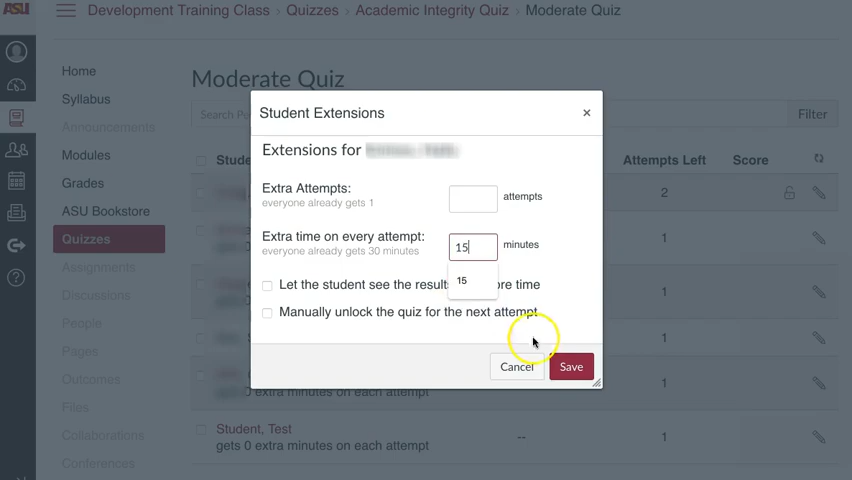 ASU
Development Training Class › Quizzes › Academic Integrity Quiz › Moderate Quiz
Home
Syllabus
Announcements
Modules
Grades
ASU Bookstore
Quizzes
Assignments
Discussions
People
Pages
Outcomes
Files
Collaborations
Conferences
Moderate Quiz
Search Pe
Filter
Stude
Attempts Left
Score
2
1
1
1
1
extra minutes on each attempt
Student, Test
gets 0 extra minutes on each attempt
--
1
Student Extensions
×
Extensions for
Extra Attempts:
everyone already gets 1
attempts
Extra time on every attempt:
everyone already gets 30 minutes
15
minutes
15
Let the student see the results ore time
Manually unlock the quiz for the next attempt
Cancel
Save